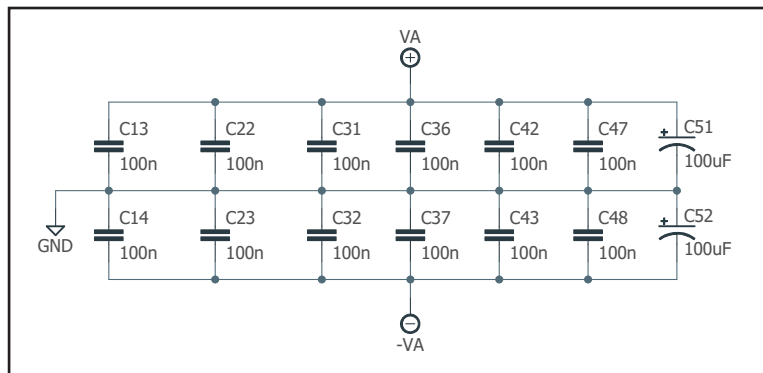 VA
C13 C22 C31 C36 C42 C47 C51
100n 100n 100n 100n 100n 100n 100uF
C14 C23 C32 C37 C43 C48 C52
GND 100n 100n 100n 100n 100n 100n 100uF
-VA